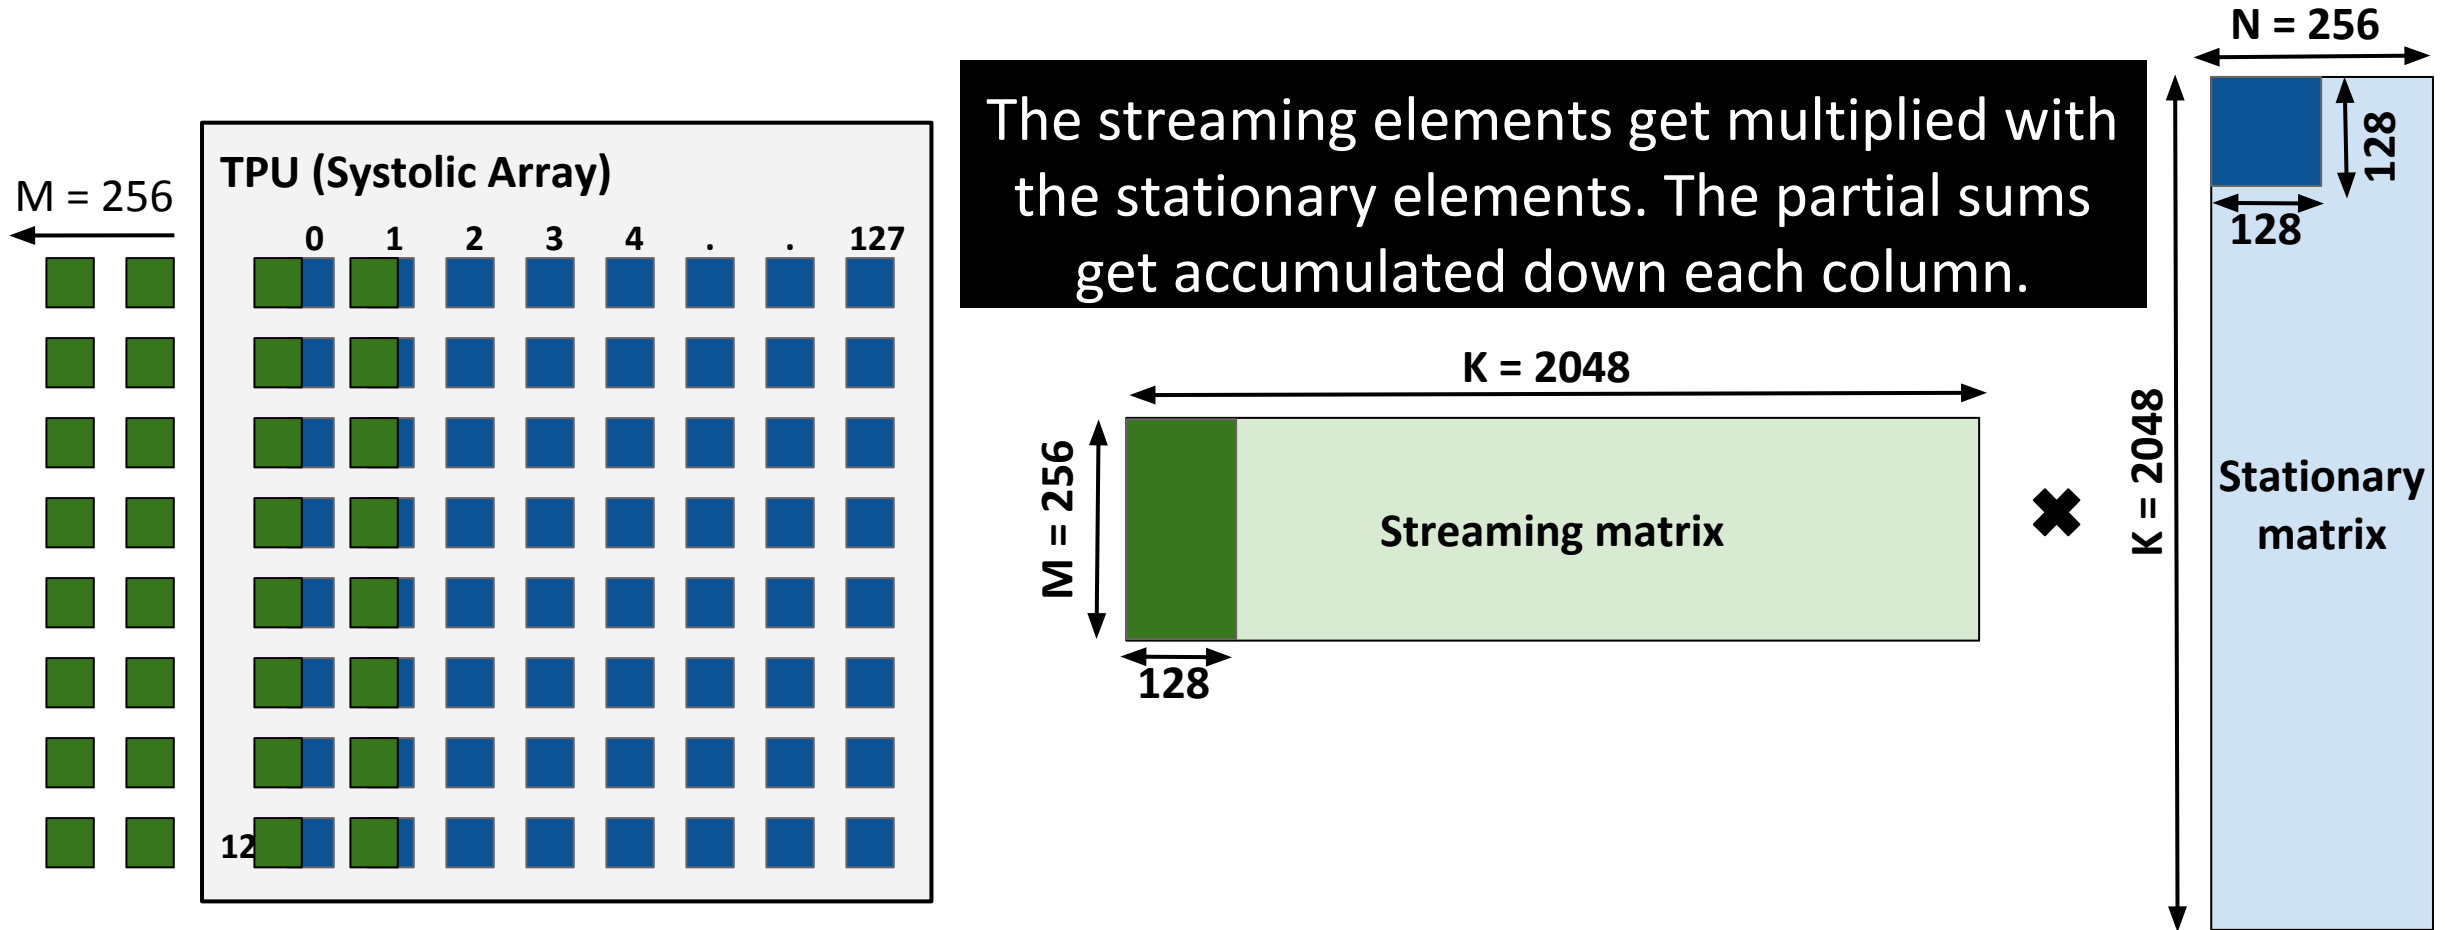 M = 256
TPU (Systolic Array)
0 1 2 3 4 . . 127
12
The streaming elements get multiplied with
the stationary elements. The partial sums
get accumulated down each column.
K = 2048
M = 256
Streaming matrix
128
N = 256
128
128
K = 2048
Stationary
matrix